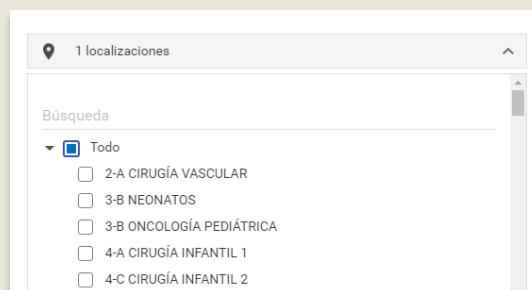 1 localizaciones
Búsqueda
Todo
2-A CIRUGÍA VASCULAR
3-B NEONATOS
3-B ONCOLOGÍA PEDIÁTRICA
4-A CIRUGÍA INFANTIL 1
4-C CIRUGÍA INFANTIL 2